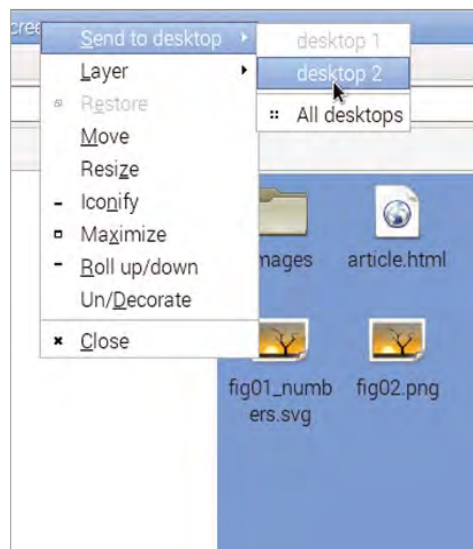 Send to desktop
desktop 1
Layer
desktop 2
Restore
All desktops
Move
Resize
Iconify
Maximize
Roll up/down
Un/Decorate
Close
article.html
fig01_numb
ers.svg
fig02.png